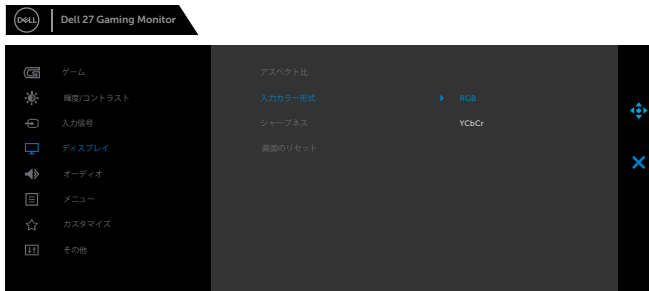 DELL
Dell 27 Gaming Monitor
ゲーム
輝度/コントラスト
入力信号
ディスプレイ
オーディオ
メニュー
カスタマイズ
その他
アスペクト比
入力カラー形式
シャープネス
画面のリセット
RGB
YCbCr